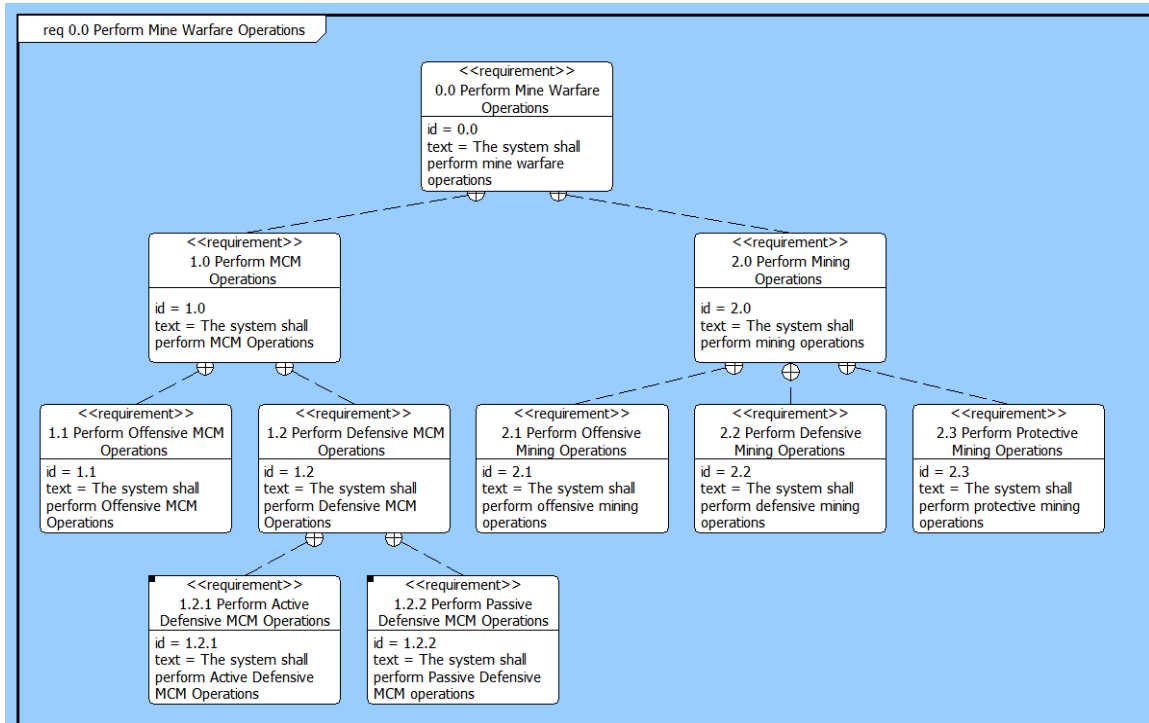 req 0.0 Perform Mine Warfare Operations
<<requirement>>
0.0 Perform Mine Warfare
Operations
id = 0.0
text = The system shall
perform mine warfare
operations
<<requirement>>
1.0 Perform MCM
Operations
id = 1.0
text = The system shall
perform MCM Operations
<<requirement>>
2.0 Perform Mining
Operations
id = 2.0
text = The system shall
perform mining operations
<<requirement>>
1.1 Perform Offensive MCM
Operations
id = 1.1
text = The system shall
perform Offensive MCM
Operations
<<requirement>>
1.2 Perform Defensive MCM
Operations
id = 1.2
text = The system shall
perform Defensive MCM
Operations
<<requirement>>
2.1 Perform Offensive
Mining Operations
id = 2.1
text = The system shall
perform offensive mining
operations
<<requirement>>
2.2 Perform Defensive
Mining Operations
id = 2.2
text = The system shall
perform defensive mining
operations
<<requirement>>
2.3 Perform Protective
Mining Operations
id = 2.3
text = The system shall
perform protective mining
operations
<<requirement>>
1.2.1 Perform Active
Defensive MCM Operations
id = 1.2.1
text = The system shall
perform Active Defensive
MCM Operations
<<requirement>>
1.2.2 Perform Passive
Defensive MCM Operations
id = 1.2.2
text = The system shall
perform Passive Defensive
MCM operations